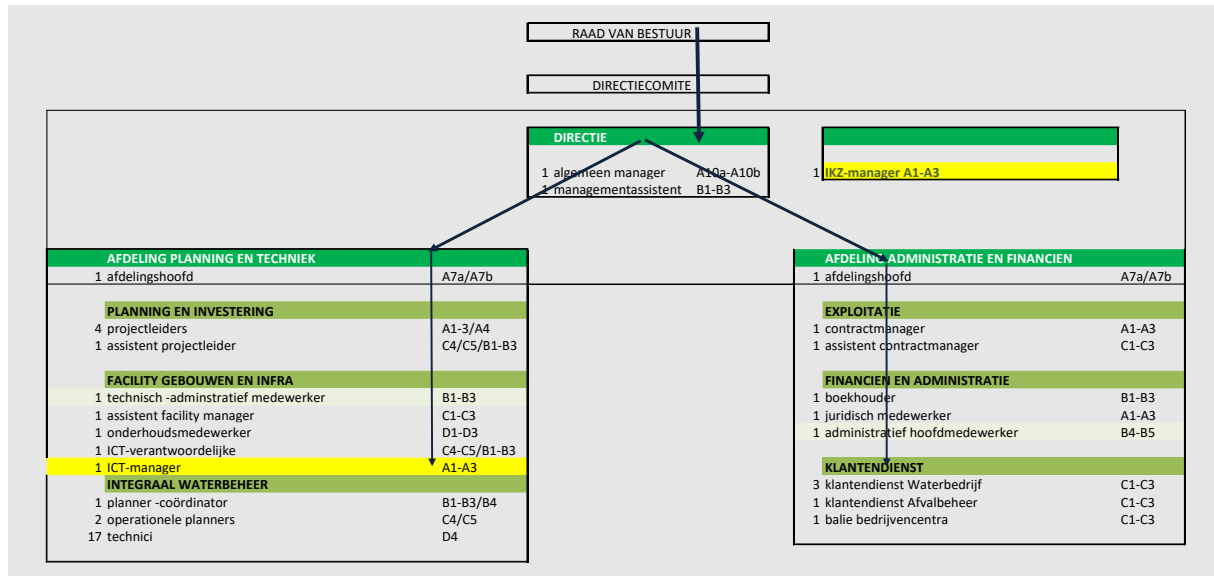 RAAD VAN BESTUUR
DIRECTIECOMITE
DIRECTIE
1 algemeen manager A10a-A10b
1 managementassistent B1-B3
1 IKZ-manager A1-A3
AFDELING PLANNING EN TECHNIEK
1 afdelingshoofd A7a/A7b
PLANNING EN INVESTERING
4 projectleiders A1-3/A4
1 assistent projectleider C4/C5/B1-B3
FACILITY GEBOUWEN EN INFRA
1 technisch -adminstratief medewerker B1-B3
1 assistent facility manager C1-C3
1 onderhoudsmedewerker D1-D3
1 ICT-verantwoordelijke C4-C5/B1-B3
1 ICT-manager A1-A3
INTEGRAAL WATERBEHEER
1 planner -coördinator B1-B3/B4
2 operationele planners C4/C5
17 technici D4
AFDELING ADMINISTRATIE EN FINANCIEN
1 afdelingshoofd A7a/A7b
EXPLOITATIE
1 contractmanager A1-A3
1 assistent contractmanager C1-C3
FINANCIEN EN ADMINISTRATIE
1 boekhouder B1-B3
1 juridisch medewerker A1-A3
1 administratief hoofdmedewerker B4-B5
KLANTENDIENST
3 klantendienst Waterbedrijf C1-C3
1 klantendienst Afvalbeheer C1-C3
1 balie bedrijvencentra C1-C3